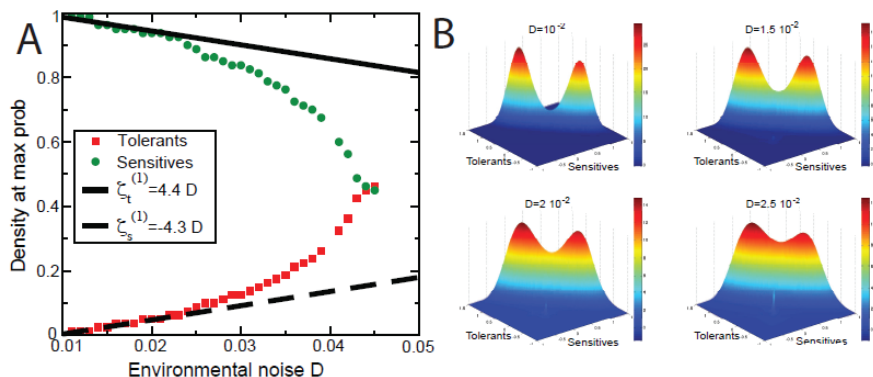 A
Density at max prob
1
0.8
0.6
0.4
0.2
0
Tolerants
Sensitives
ζt(1)=4.4 D
ζs(1)=-4.3 D
0.01
0.02
0.03
0.04
0.05
Environmental noise D
B
D=10-2
Tolerants
Sensitives
D=1.5 10-2
Tolerants
Sensitives
D=2 10-2
Tolerants
Sensitives
D=2.5 10-2
Tolerants
Sensitives